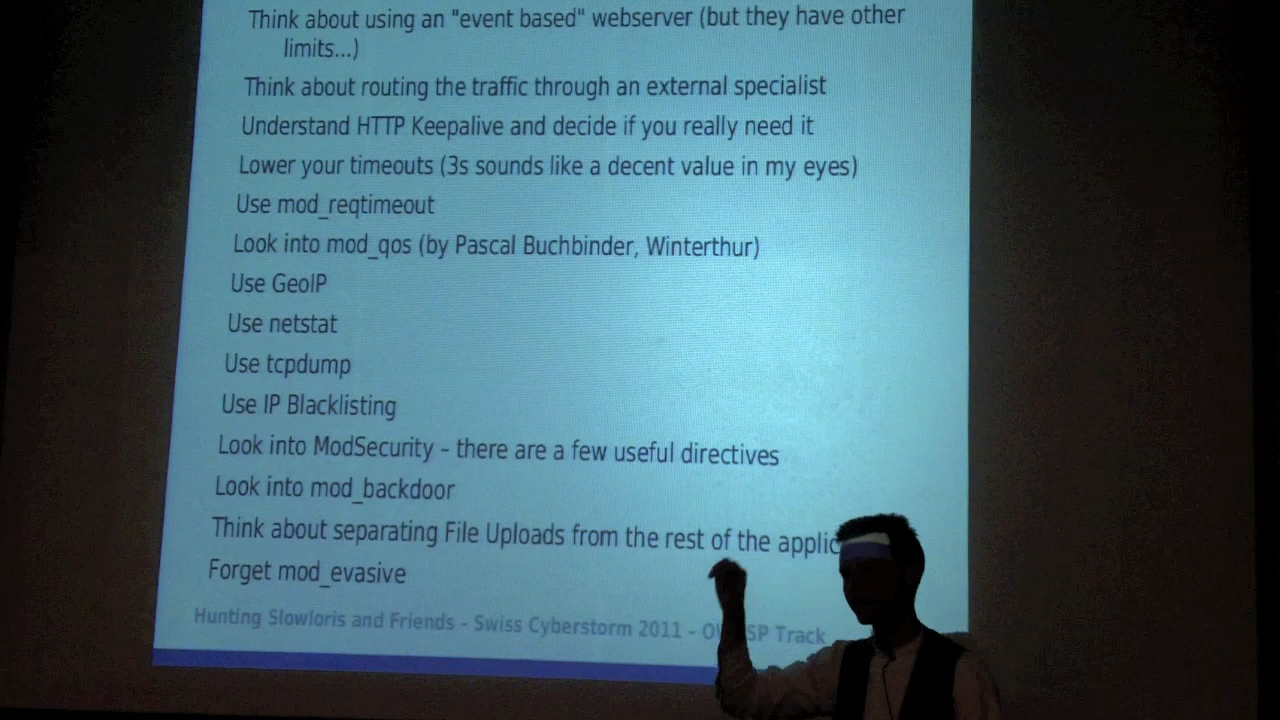 Think about using an "event based" webserver (but they have other
limits...)
Think about routing the traffic through an external specialist
Understand HTTP Keepalive and decide if you really need it
Lower your timeouts (3s sounds like a decent value in my eyes)
Use mod_reqtimeout
Look into mod_qos (by Pascal Buchbinder, Winterthur)
Use GeoIP
Use netstat
Use tcpdump
Use IP Blacklisting
Look into ModSecurity – there are a few useful directives
Look into mod_backdoor
Think about separating File Uploads from the rest of the
Forget mod_evasive
Hunting Slowloris and Friends – Swiss Cyberstorm 2011 – Track